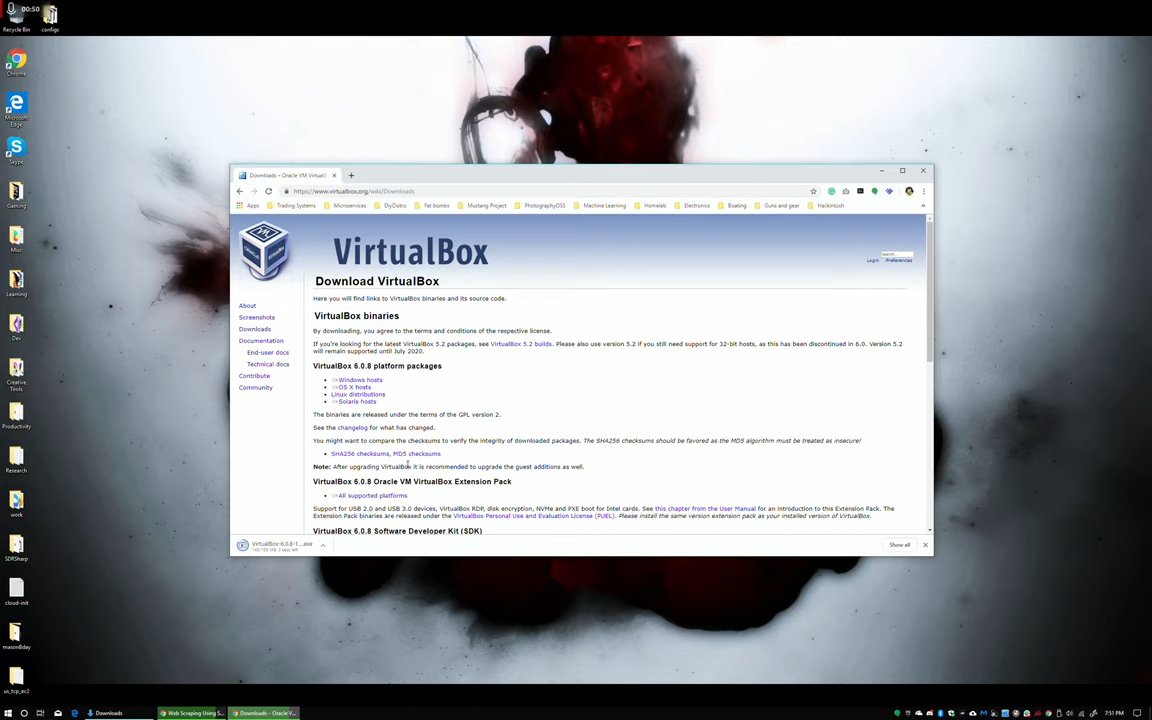 00:50
Recycle Bin
configs
Chrome
Microsoft Edge
Skype
Gaming
Misc
Learning
Dev
Creative Tools
Productivity
Research
work
SDRSharp
cloud-init
masonBday
us_tcp_ec2
Downloads – Oracle VM VirtualB
https://www.virtualbox.org/wiki/Downloads
Apps Trading Systems Microservices DiyDistro Fat bombs Mustang Project PhotographyOSS Machine Learning Homelab Electronics Boating Guns and gear Hackintosh »
ORACLE
VirtualBox
search...
Login Preferences
About
Screenshots
Downloads
Documentation
End-user docs
Technical docs
Contribute
Community
Download VirtualBox
Here you will find links to VirtualBox binaries and its source code.
VirtualBox binaries
By downloading, you agree to the terms and conditions of the respective license.
If you're looking for the latest VirtualBox 5.2 packages, see VirtualBox 5.2 builds. Please also use version 5.2 if you still need support for 32-bit hosts, as this has been discontinued in 6.0. Version 5.2
will remain supported until July 2020.
VirtualBox 6.0.8 platform packages
Windows hosts
OS X hosts
Linux distributions
Solaris hosts
The binaries are released under the terms of the GPL version 2.
See the changelog for what has changed.
You might want to compare the checksums to verify the integrity of downloaded packages. The SHA256 checksums should be favored as the MD5 algorithm must be treated as insecure!
SHA256 checksums, MD5 checksums
Note: After upgrading VirtualBox it is recommended to upgrade the guest additions as well.
VirtualBox 6.0.8 Oracle VM VirtualBox Extension Pack
All supported platforms
Support for USB 2.0 and USB 3.0 devices, VirtualBox RDP, disk encryption, NVMe and PXE boot for Intel cards. See this chapter from the User Manual for an introduction to this Extension Pack. The
Extension Pack binaries are released under the VirtualBox Personal Use and Evaluation License (PUEL). Please install the same version extension pack as your installed version of VirtualBox.
VirtualBox 6.0.8 Software Developer Kit (SDK)
VirtualBox-6.0.8-1....exe
secs left
Show all
Downloads
Web Scraping Using S...
Downloads – Oracle V...
7:51 PM